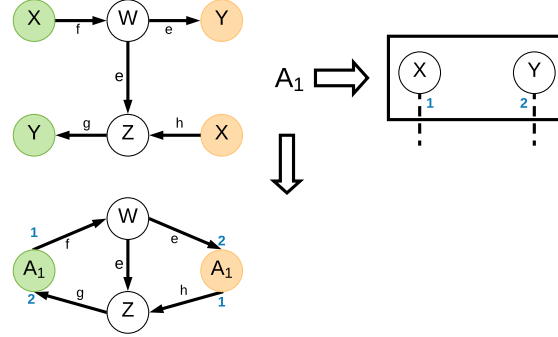 X f W e Y
e
Y g Z h X
A₁ X Y
1 2
W
1 f e 2
A₁ e A₁
2 g h 1
Z